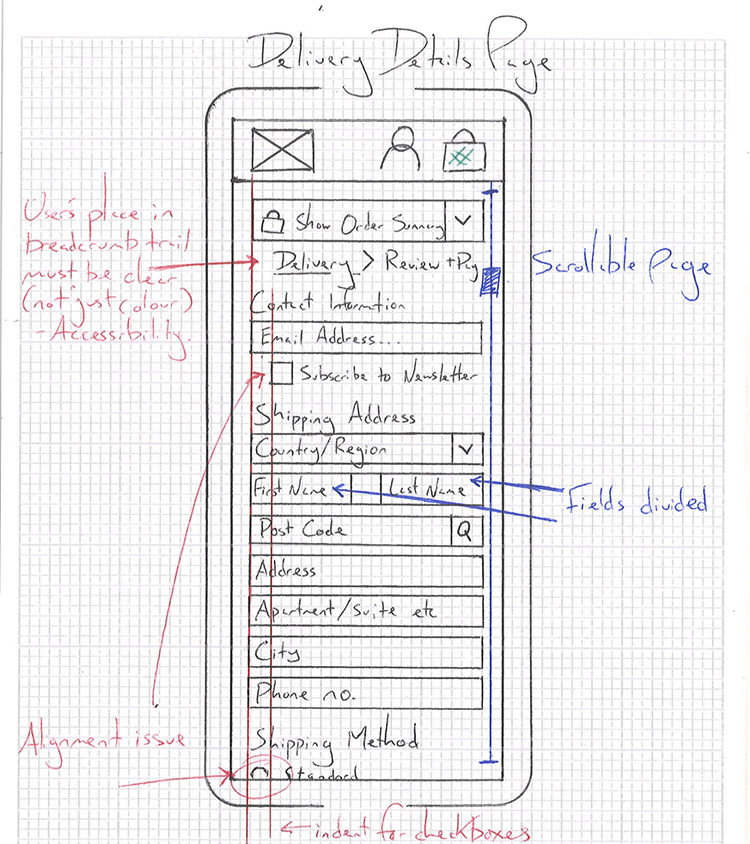 Delivery Details Page
Show Order Summary
User's place in
breadcrumb trail
must be clear
(not just colour)
- Accessibility.
Delivery > Review + Pay
Scrollable Page
Contact Information
Email Address...
Subscribe to Newsletter
Shipping Address
Country/Region
First Name
Last Name
Fields divided
Post Code
Address
Apartment/Suite etc
City
Phone no.
Alignment issue
Shipping Method
Standard
indent for checkboxes